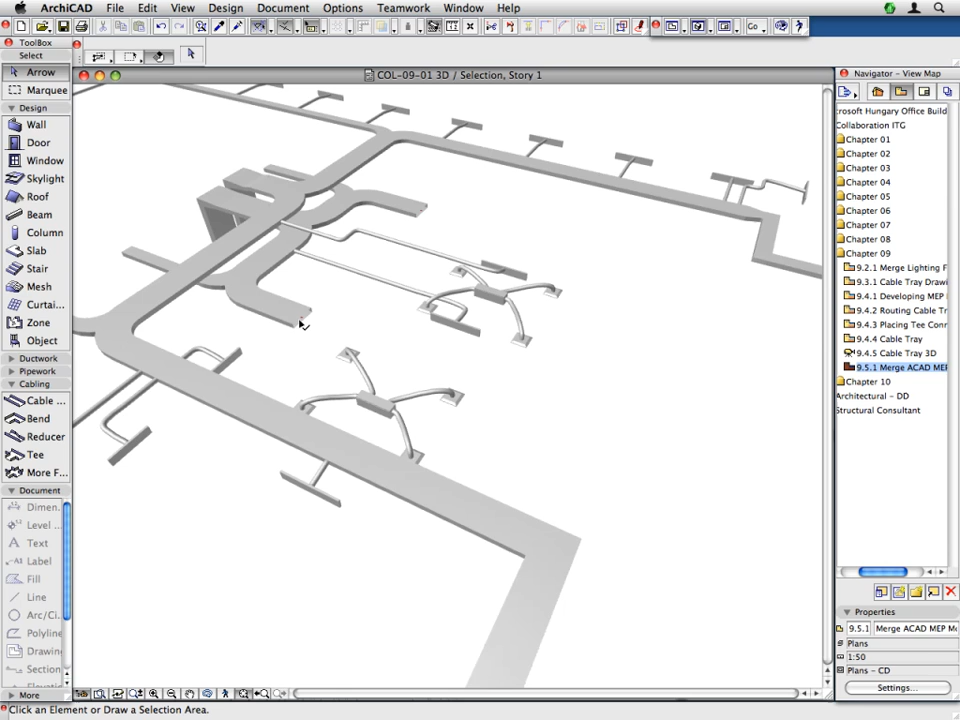 ArchiCAD File Edit View Design Document Options Teamwork Window Help
Go...
ToolBox
Select
Arrow
Marquee
Design
Wall
Door
Window
Skylight
Roof
Beam
Column
Slab
Stair
Mesh
Curtai...
Zone
Object
Ductwork
Pipework
Cabling
Cable ...
Bend
Reducer
Tee
More F...
Document
Dimen.
Level ..
Text
Label
Fill
Line
Arc/Ci.
Polyline
Drawin
Section
More
COL-09-01 3D / Selection, Story 1
Navigator - View Map
rosoft Hungary Office Build
Collaboration ITG
Chapter 01
Chapter 02
Chapter 03
Chapter 04
Chapter 05
Chapter 06
Chapter 07
Chapter 08
Chapter 09
9.2.1 Merge Lighting F
9.3.1 Cable Tray Drawi
9.4.1 Developing MEP
9.4.2 Routing Cable Tr
9.4.3 Placing Tee Conn
9.4.4 Cable Tray
9.4.5 Cable Tray 3D
9.5.1 Merge ACAD MEP
Chapter 10
Architectural - DD
Structural Consultant
Properties
9.5.1 Merge ACAD MEP Mo
Plans
1:50
Plans - CD
Settings...
Click an Element or Draw a Selection Area.